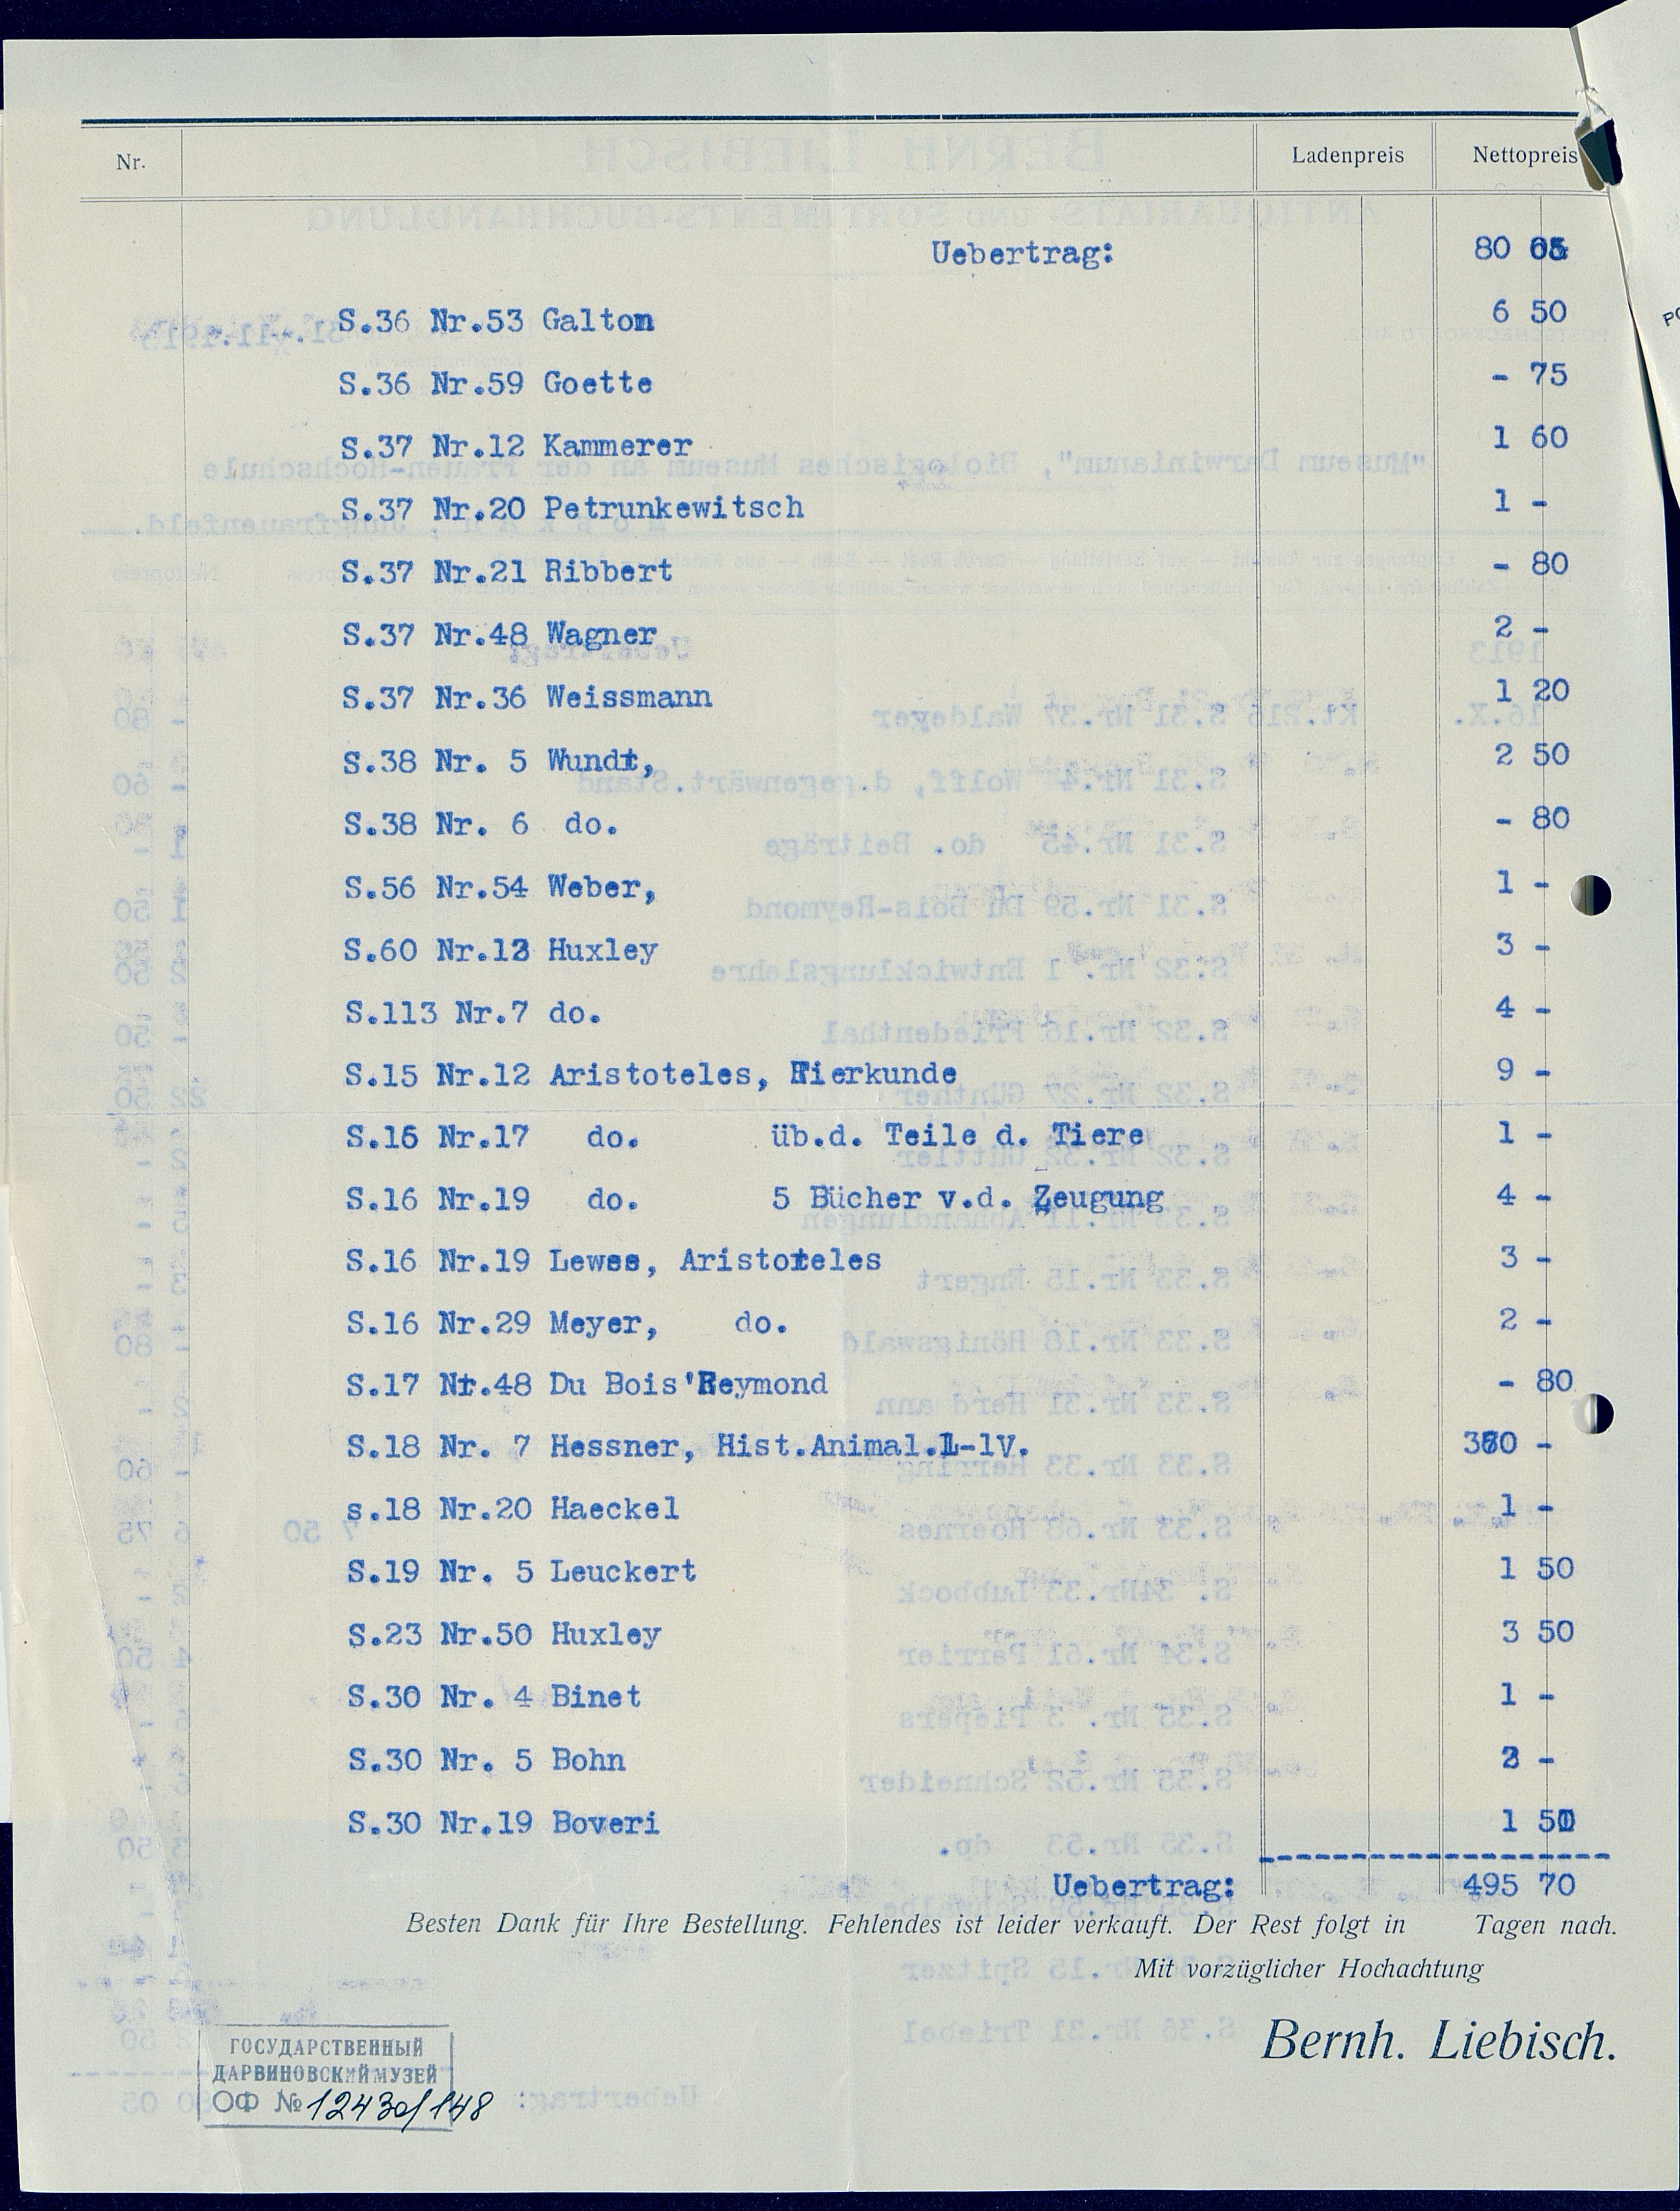 Nr.
Ladenpreis
Nettopreis
Uebertrag: 80 05
S.36 Nr.53 Galton 6 50
S.36 Nr.59 Goette - 75
S.37 Nr.12 Kammerer 1 60
S.37 Nr.20 Petrunkewitsch 1 -
S.37 Nr.21 Ribbert - 80
S.37 Nr.48 Wagner 2 -
S.37 Nr.36 Weissmann 1 20
S.38 Nr. 5 Wundt, 2 50
S.38 Nr. 6 do. - 80
S.56 Nr.54 Weber, 1 -
S.60 Nr.13 Huxley 3 -
S.113 Nr.7 do. 4 -
S.15 Nr.12 Aristoteles, Tierkunde 9 -
S.15 Nr.17 do. üb.d. Teile d. Tiere 1 -
S.16 Nr.19 do. 5 Bücher v.d. Zeugung 4 -
S.16 Nr.19 Lewes, Aristoteles 3 -
S.16 Nr.29 Meyer, do. 2 -
S.17 Nr.48 Du Bois'Reymond - 80
S.18 Nr. 7 Hessner, Hist.Animal.1-lV. 360 -
s.18 Nr.20 Haeckel 1 -
S.19 Nr. 5 Leuckert 1 50
S.23 Nr.50 Huxley 3 50
S.30 Nr. 4 Binet 1 -
S.30 Nr. 5 Bohn 2 -
S.30 Nr.19 Boveri 1 50
Uebertrag: 495 70
Besten Dank für Ihre Bestellung. Fehlendes ist leider verkauft. Der Rest folgt in Tagen nach.
Mit vorzüglicher Hochachtung
Bernh. Liebisch.
ГОСУДАРСТВЕННЫЙ
ДАРВИНОВСКИЙ МУЗЕЙ
ОФ № 12430/148